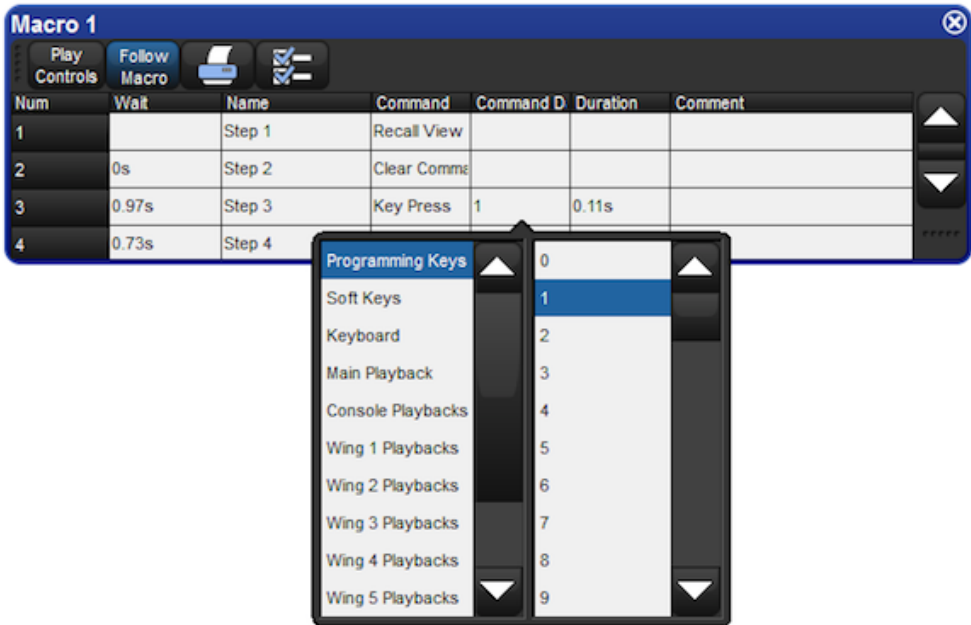 Macro 1
Play Controls Follow Macro
Num Wait Name Command Command D Duration Comment
1 Step 1 Recall View
2 0s Step 2 Clear Comma
3 0.97s Step 3 Key Press 1 0.11s
4 0.73s Step 4
Programming Keys 0
Soft Keys 1
Keyboard 2
Main Playback 3
Console Playbacks 4
Wing 1 Playbacks 5
Wing 2 Playbacks 6
Wing 3 Playbacks 7
Wing 4 Playbacks 8
Wing 5 Playbacks 9